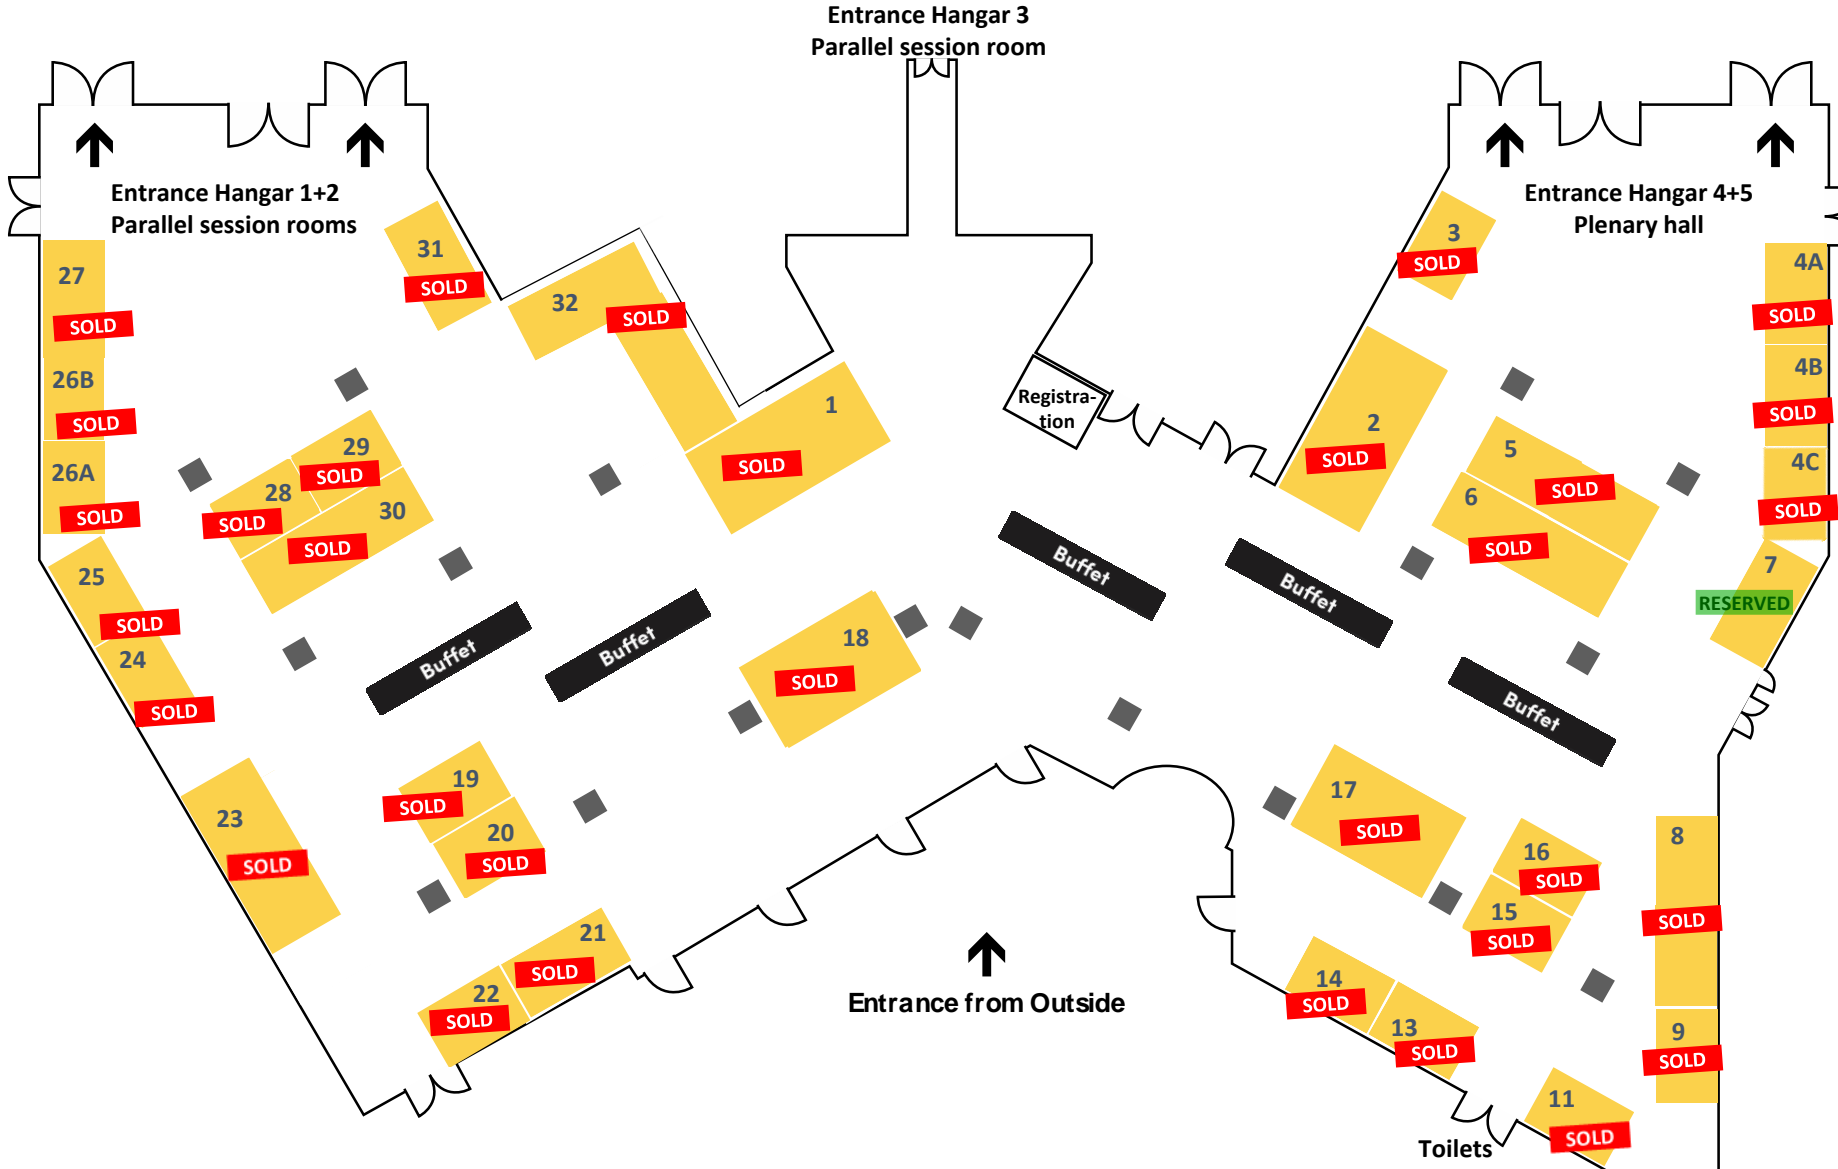 Entrance Hangar 3
Parallel session room
Entrance Hangar 1+2
Parallel session rooms
Entrance Hangar 4+5
Plenary hall
27
SOLD
26B
SOLD
26A
SOLD
25
SOLD
24
SOLD
23
SOLD
31
SOLD
32
SOLD
1
SOLD
29
SOLD
28
SOLD
30
SOLD
Buffet
Buffet
18
SOLD
19
SOLD
20
SOLD
21
SOLD
22
SOLD
Registra-
tion
Buffet
Buffet
Buffet
3
SOLD
2
SOLD
4A
SOLD
4B
SOLD
4C
SOLD
5
SOLD
6
SOLD
7
RESERVED
17
SOLD
16
SOLD
15
SOLD
8
SOLD
9
SOLD
14
SOLD
13
SOLD
11
SOLD
Entrance from Outside
Toilets